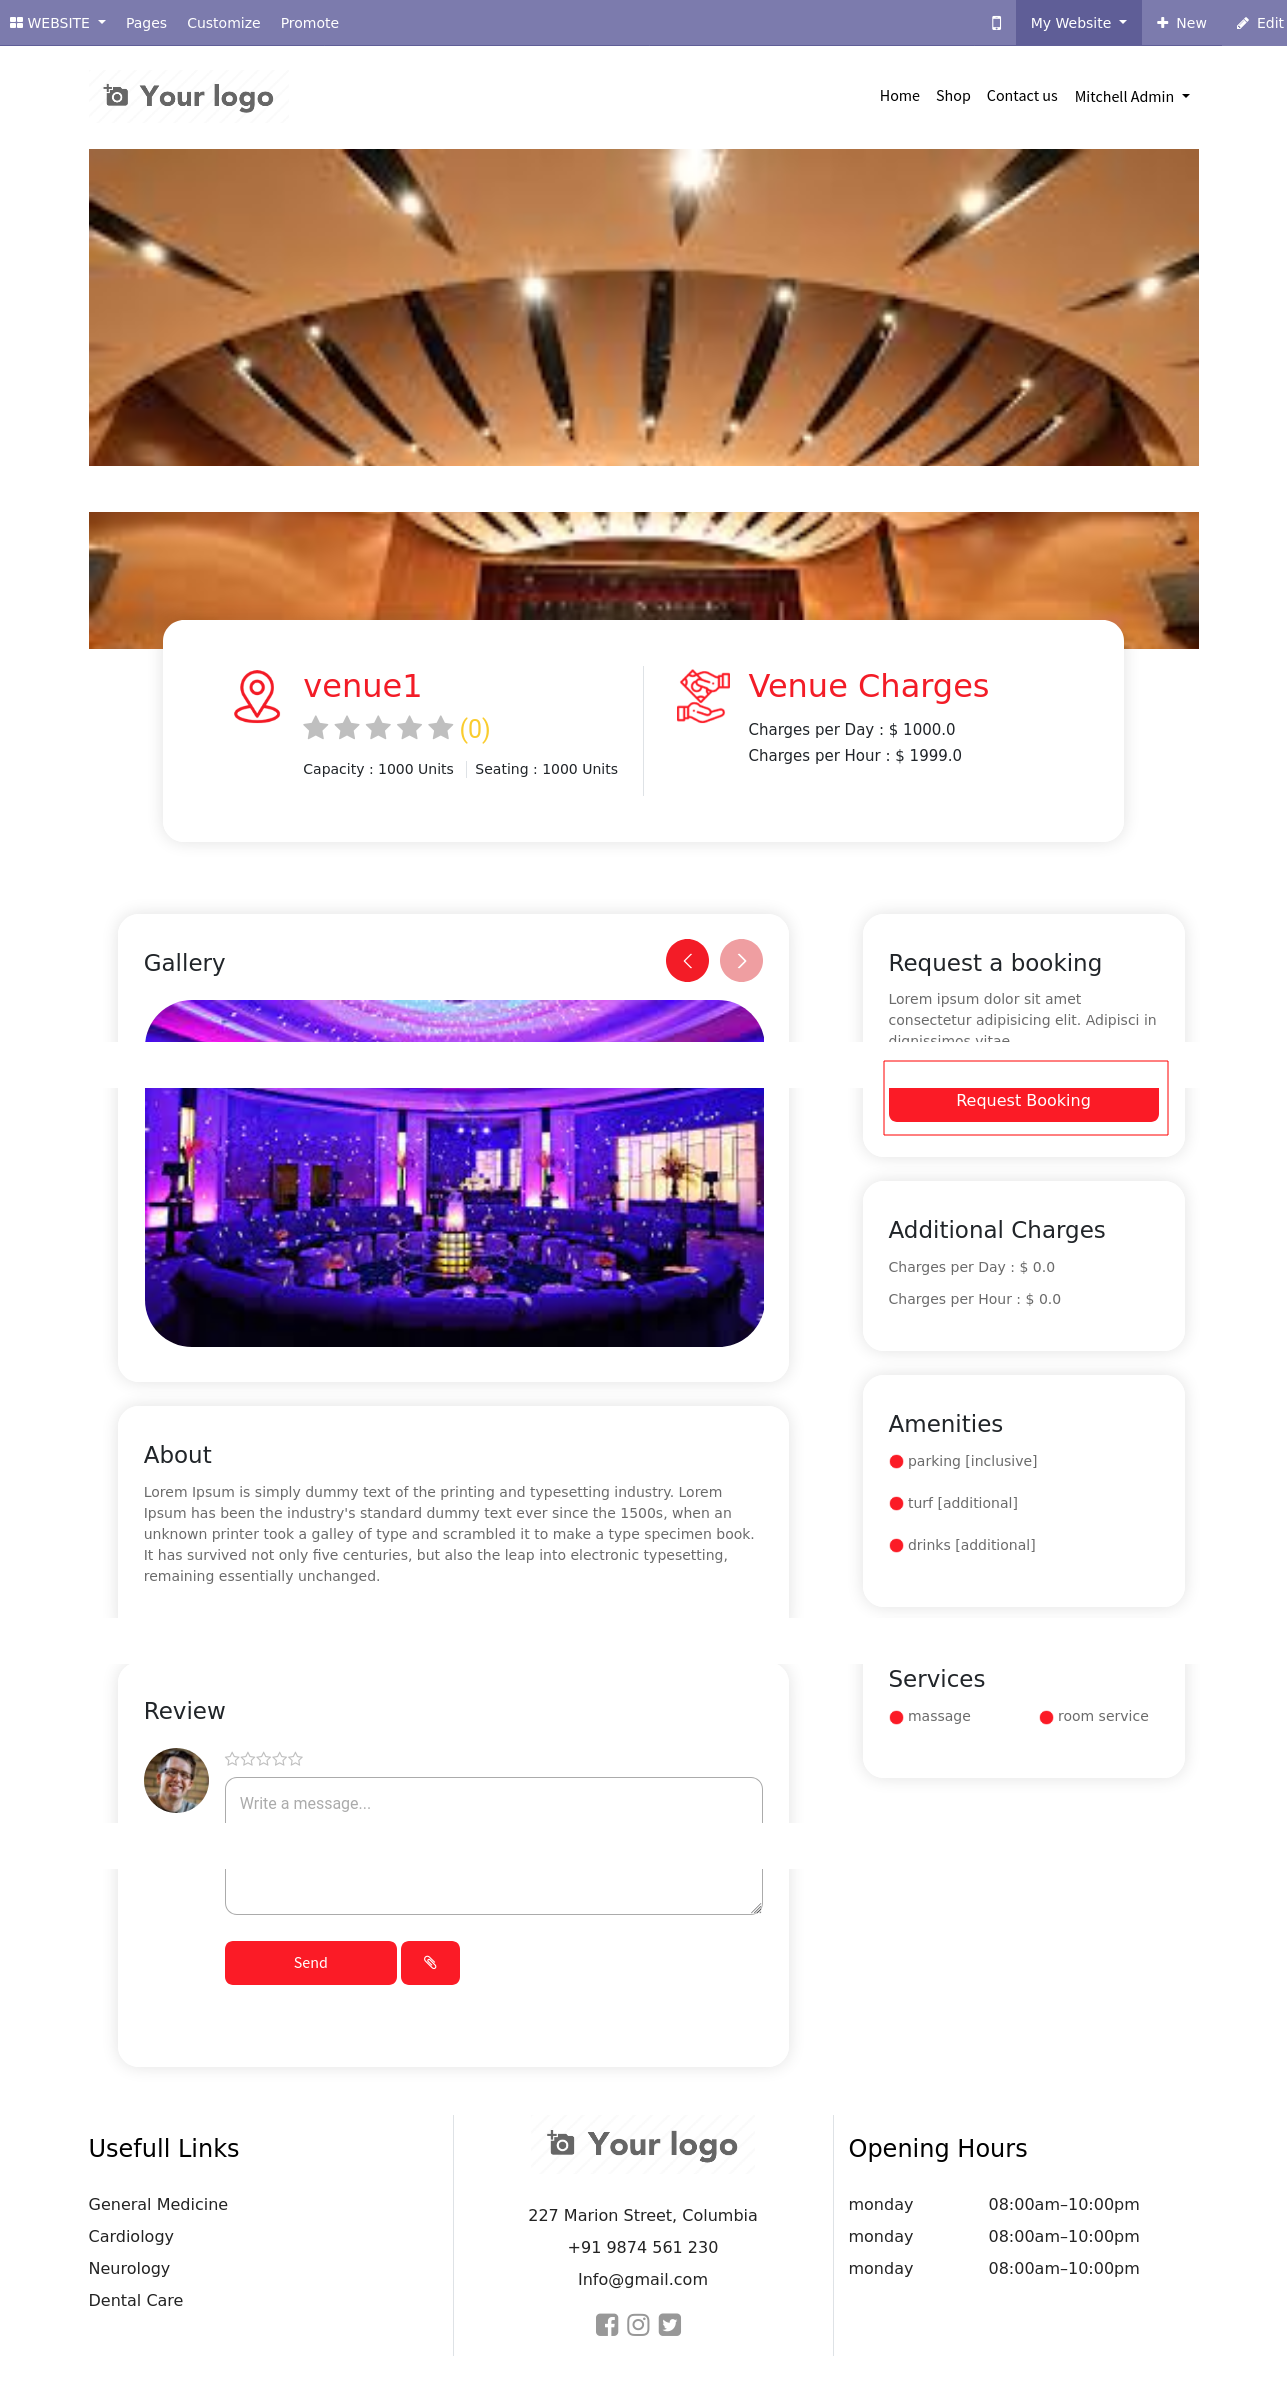 WEBSITE Pages Customize Promote My Website New Edit
Your logo Home Shop Contact us Mitchell Admin
venue1
(0)
Capacity : 1000 Units Seating : 1000 Units
Venue Charges
Charges per Day : $ 1000.0
Charges per Hour : $ 1999.0
Gallery
Request a booking
Lorem ipsum dolor sit amet
consectetur adipisicing elit. Adipisci in
dignissimos vitae
Request Booking
Additional Charges
Charges per Day : $ 0.0
Charges per Hour : $ 0.0
About
Lorem Ipsum is simply dummy text of the printing and typesetting industry. Lorem
Ipsum has been the industry's standard dummy text ever since the 1500s, when an
unknown printer took a galley of type and scrambled it to make a type specimen book.
It has survived not only five centuries, but also the leap into electronic typesetting,
remaining essentially unchanged.
Amenities
parking [inclusive]
turf [additional]
drinks [additional]
Services
massage room service
Review
Write a message...
Send
Usefull Links
General Medicine
Cardiology
Neurology
Dental Care
Your logo
227 Marion Street, Columbia
+91 9874 561 230
Info@gmail.com
Opening Hours
monday 08:00am–10:00pm
monday 08:00am–10:00pm
monday 08:00am–10:00pm